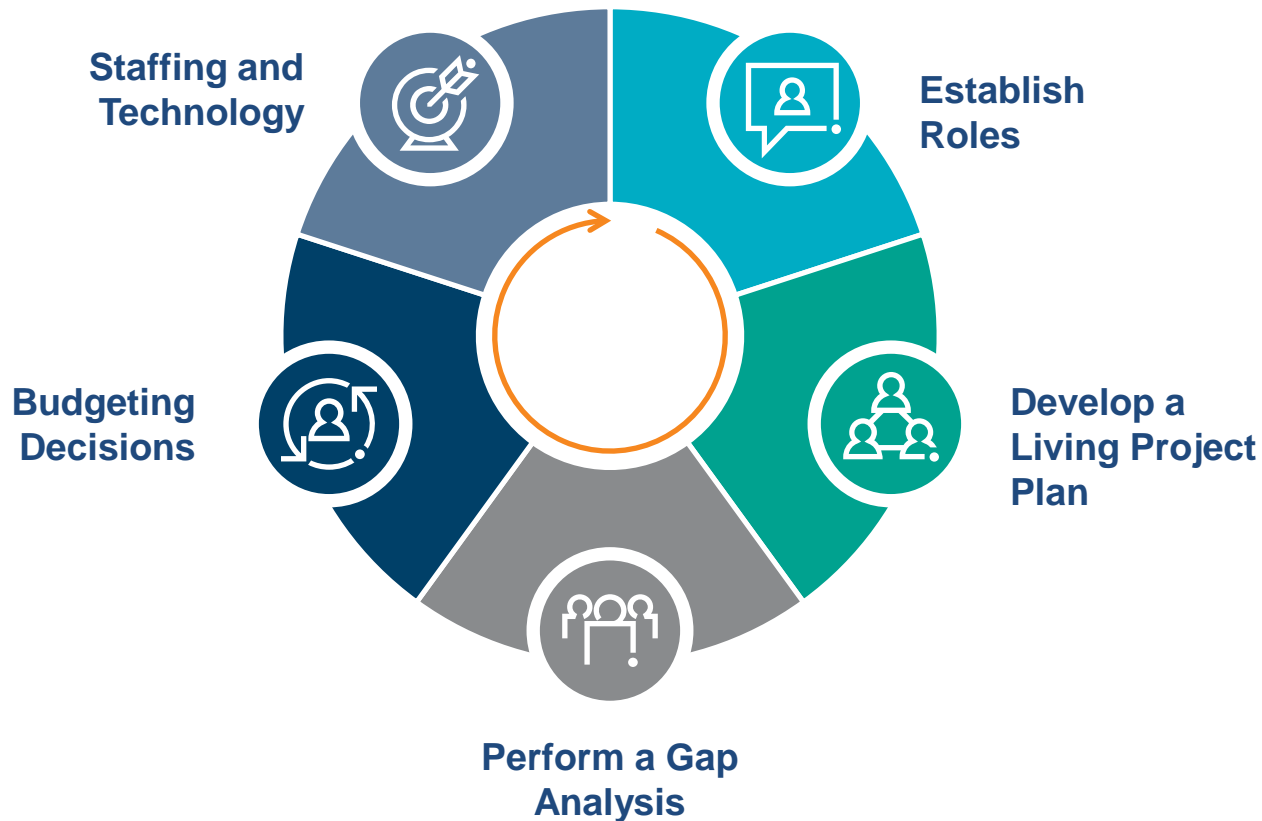 Staffing and
Technology
Establish
Roles
Budgeting
Decisions
Develop a
Living Project
Plan
Perform a Gap
Analysis